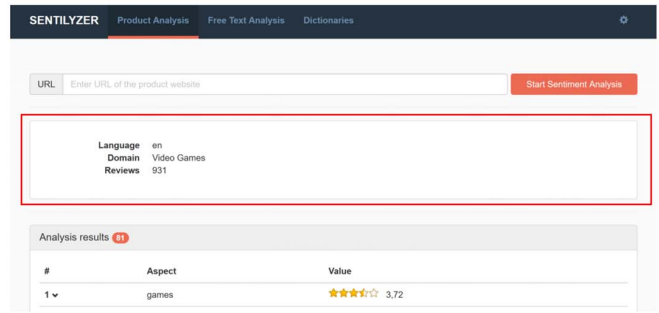 SENTILYZER Product Analysis Free Text Analysis Dictionaries
URL Enter URL of the product website Start Sentiment Analysis
Language en
Domain Video Games
Reviews 931
Analysis results 81
# Aspect Value
1 games 3,72